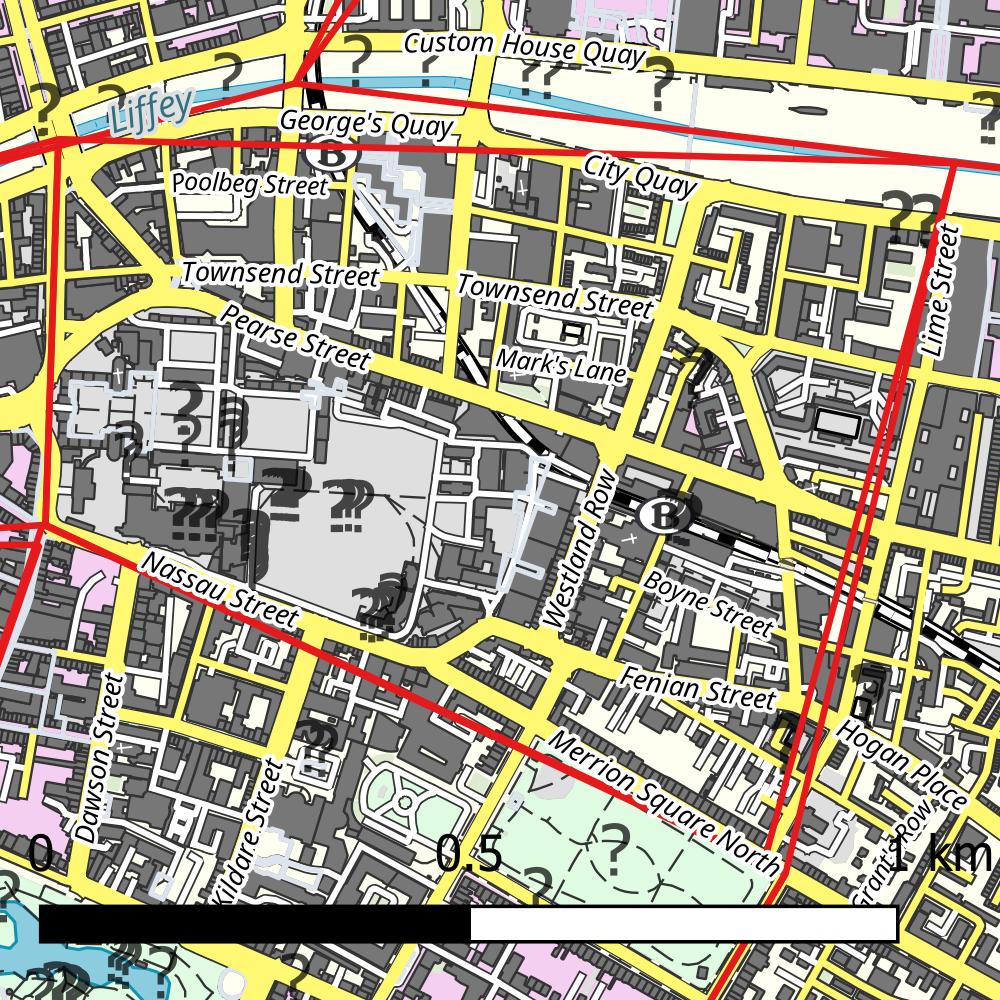 Custom House Quay
Liffey
George's Quay
B
City Quay
Poolbeg Street
Lime Street
Townsend Street
Townsend Street
Pearse Street
Mark's Lane
B
Westland Row
Nassau Street
Boyne Street
Fenian Street
Dawson Street
Hogan Place
Merrion Square North
Kildare Street
Grant's Row
0 0.5 1 km